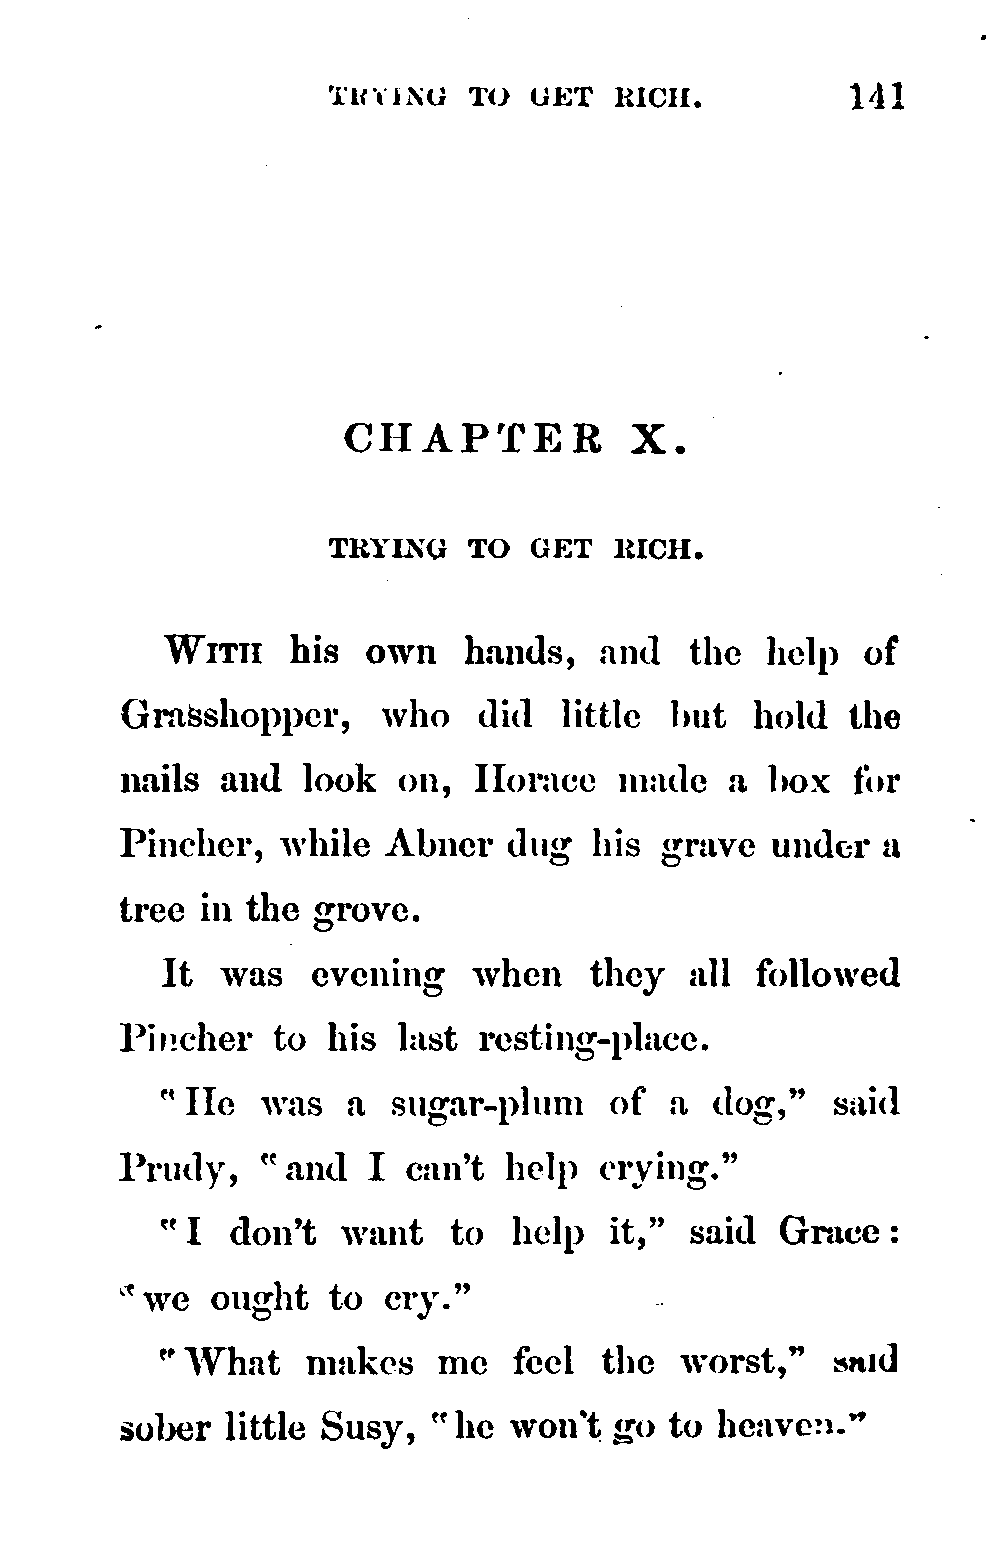 TRYING TO GET RICH. 141
CHAPTER X.
TRYING TO GET RICH.
WITH his own hands, and the help of
Grasshopper, who did little but hold the
nails and look on, Horace made a box for
Pincher, while Abner dug his grave under a
tree in the grove.
It was evening when they all followed
Pincher to his last resting-place.
"He was a sugar-plum of a dog," said
Prudy, "and I can't help crying."
"I don't want to help it," said Grace:
"we ought to cry."
"What makes me feel the worst," said
sober little Susy, "he won't go to heaven."